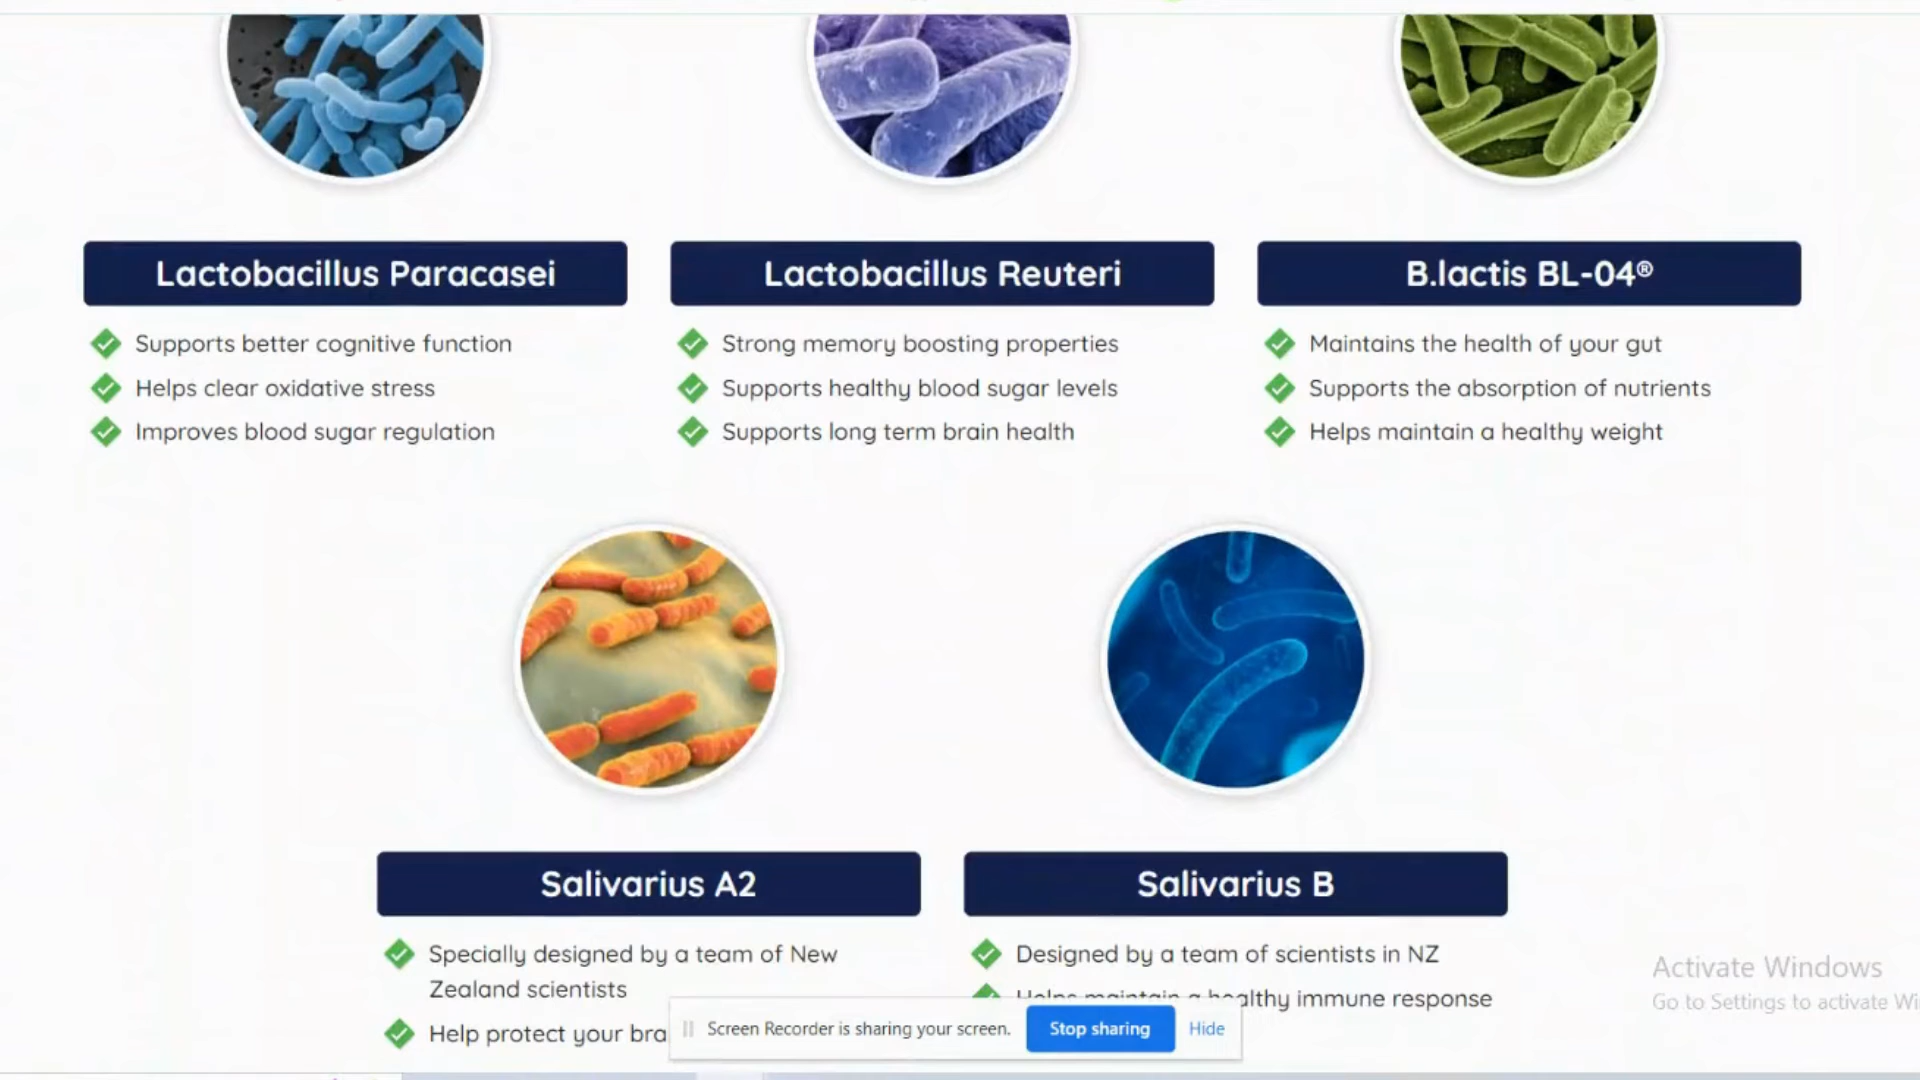 Lactobacillus Paracasei
Supports better cognitive function
Helps clear oxidative stress
Improves blood sugar regulation
Lactobacillus Reuteri
Strong memory boosting properties
Supports healthy blood sugar levels
Supports long term brain health
B.lactis BL-04®
Maintains the health of your gut
Supports the absorption of nutrients
Helps maintain a healthy weight
Salivarius A2
Specially designed by a team of New
Zealand scientists
Help protect your bra
Salivarius B
Designed by a team of scientists in NZ
Helps maintain a healthy immune response
Screen Recorder is sharing your screen.
Stop sharing
Hide
Activate Windows
Go to Settings to activate Wi